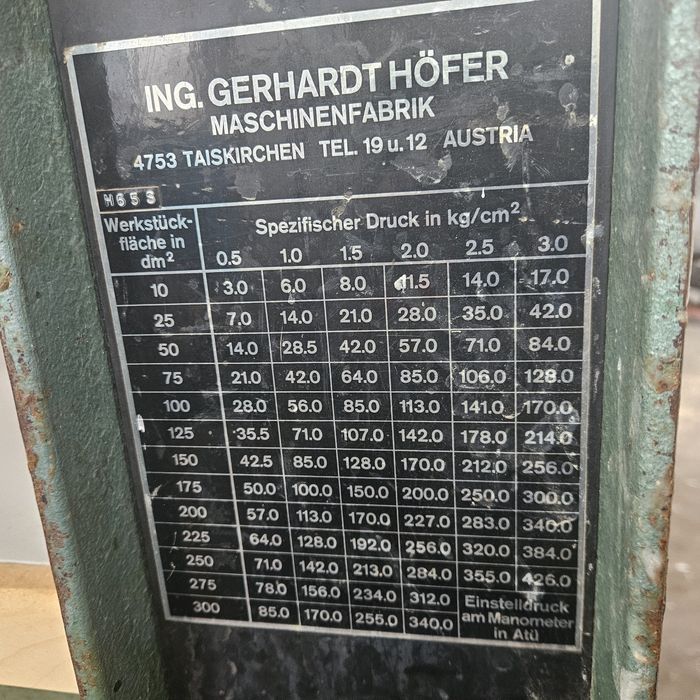 ING. GERHARDT HÖFER
MASCHINENFABRIK
4753 TAISKIRCHEN TEL. 19 u. 12 AUSTRIA
H65S
Werkstück-
fläche in
dm²
Spezifischer Druck in kg/cm²
0.5 1.0 1.5 2.0 2.5 3.0
10 3.0 6.0 8.0 11.5 14.0 17.0
25 7.0 14.0 21.0 28.0 35.0 42.0
50 14.0 28.5 42.0 57.0 71.0 84.0
75 21.0 42.0 64.0 85.0 106.0 128.0
100 28.0 56.0 85.0 113.0 141.0 170.0
125 35.5 71.0 107.0 142.0 178.0 214.0
150 42.5 85.0 128.0 170.0 212.0 256.0
175 50.0 100.0 150.0 200.0 250.0 300.0
200 57.0 113.0 170.0 227.0 283.0 340.0
225 64.0 128.0 192.0 256.0 320.0 384.0
250 71.0 142.0 213.0 284.0 355.0 426.0
275 78.0 156.0 234.0 312.0
300 85.0 170.0 255.0 340.0
Einstelldruck
am Manometer
in Atü